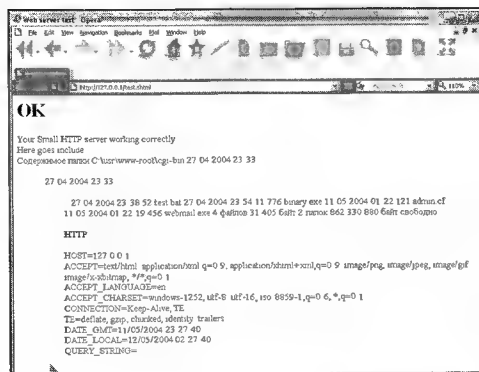 Web server test - Opera
File Edit View Navigation Bookmarks Mail Window Help
http://127.0.0.1/test.shtml
110%
OK
Your Small HTTP server working correctly
Here goes include
Содержимое папки C:\usr\www-root\cgi-bin 27 04 2004 23 33
27 04 2004 23 33
27 04 2004 23 38 52 test bat 27 04 2004 23 54 11 776 binary exe 11 05 2004 01 22 121 admin.cf
11 05 2004 01 22 19 456 webmail exe 4 файлов 31 405 байт 2 папок 862 330 880 байт свободно
HTTP
HOST=127 0 0 1
ACCEPT=text/html application/xml q=0 9, application/xhtml+xml,q=0 9 image/png, image/jpeg, image/gif
image/x-xbitmap, */*,q=0 1
ACCEPT_LANGUAGE=en
ACCEPT_CHARSET=windows-1252, utf-8 utf-16, iso 8859-1,q=0 6, *,q=0 1
CONNECTION=Keep-Alive, TE
TE=deflate, gzip, chunked, identity trailers
DATE_GMT=11/05/2004 23 27 40
DATE_LOCAL=12/05/2004 02 27 40
QUERY_STRING=